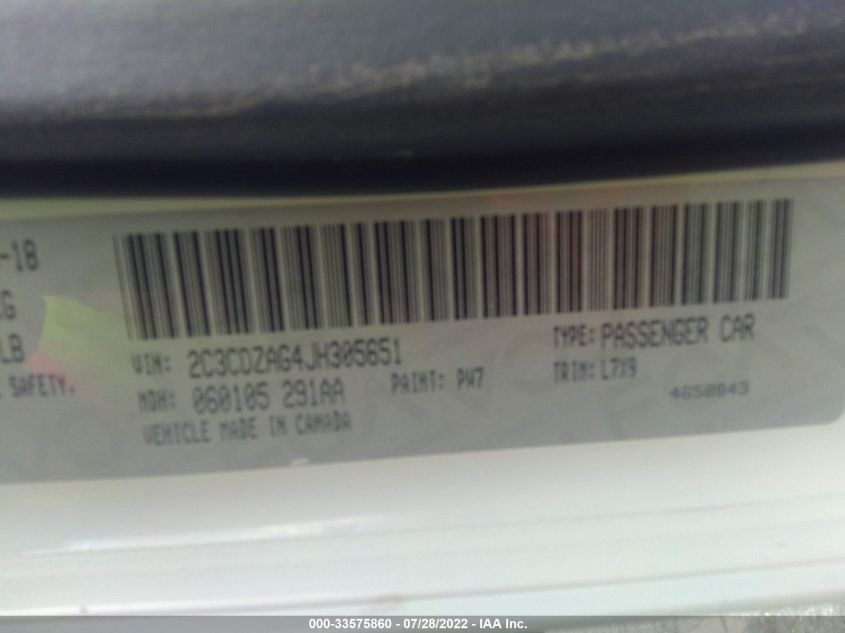 -18
G
LB
SAFETY.
VIN: 2C3CDZAG4JH305651
TYPE: PASSENGER CAR
MDH: 060105 291AA
PAINT: PW7
TRIM: L7X9
VEHICLE MADE IN CANADA
4658843
000-33575860 - 07/28/2022 - IAA Inc.